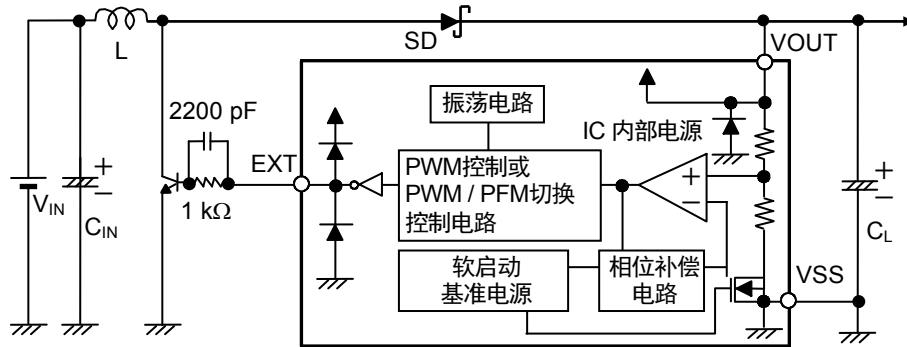 L
SD
VOUT
2200 pF
振荡电路
IC 内部电源
EXT
PWM控制或
PWM / PFM切换
控制电路
+
−
+
−
+
−
VIN
CIN
1 kΩ
CL
软启动
基准电源
相位补偿
电路
VSS